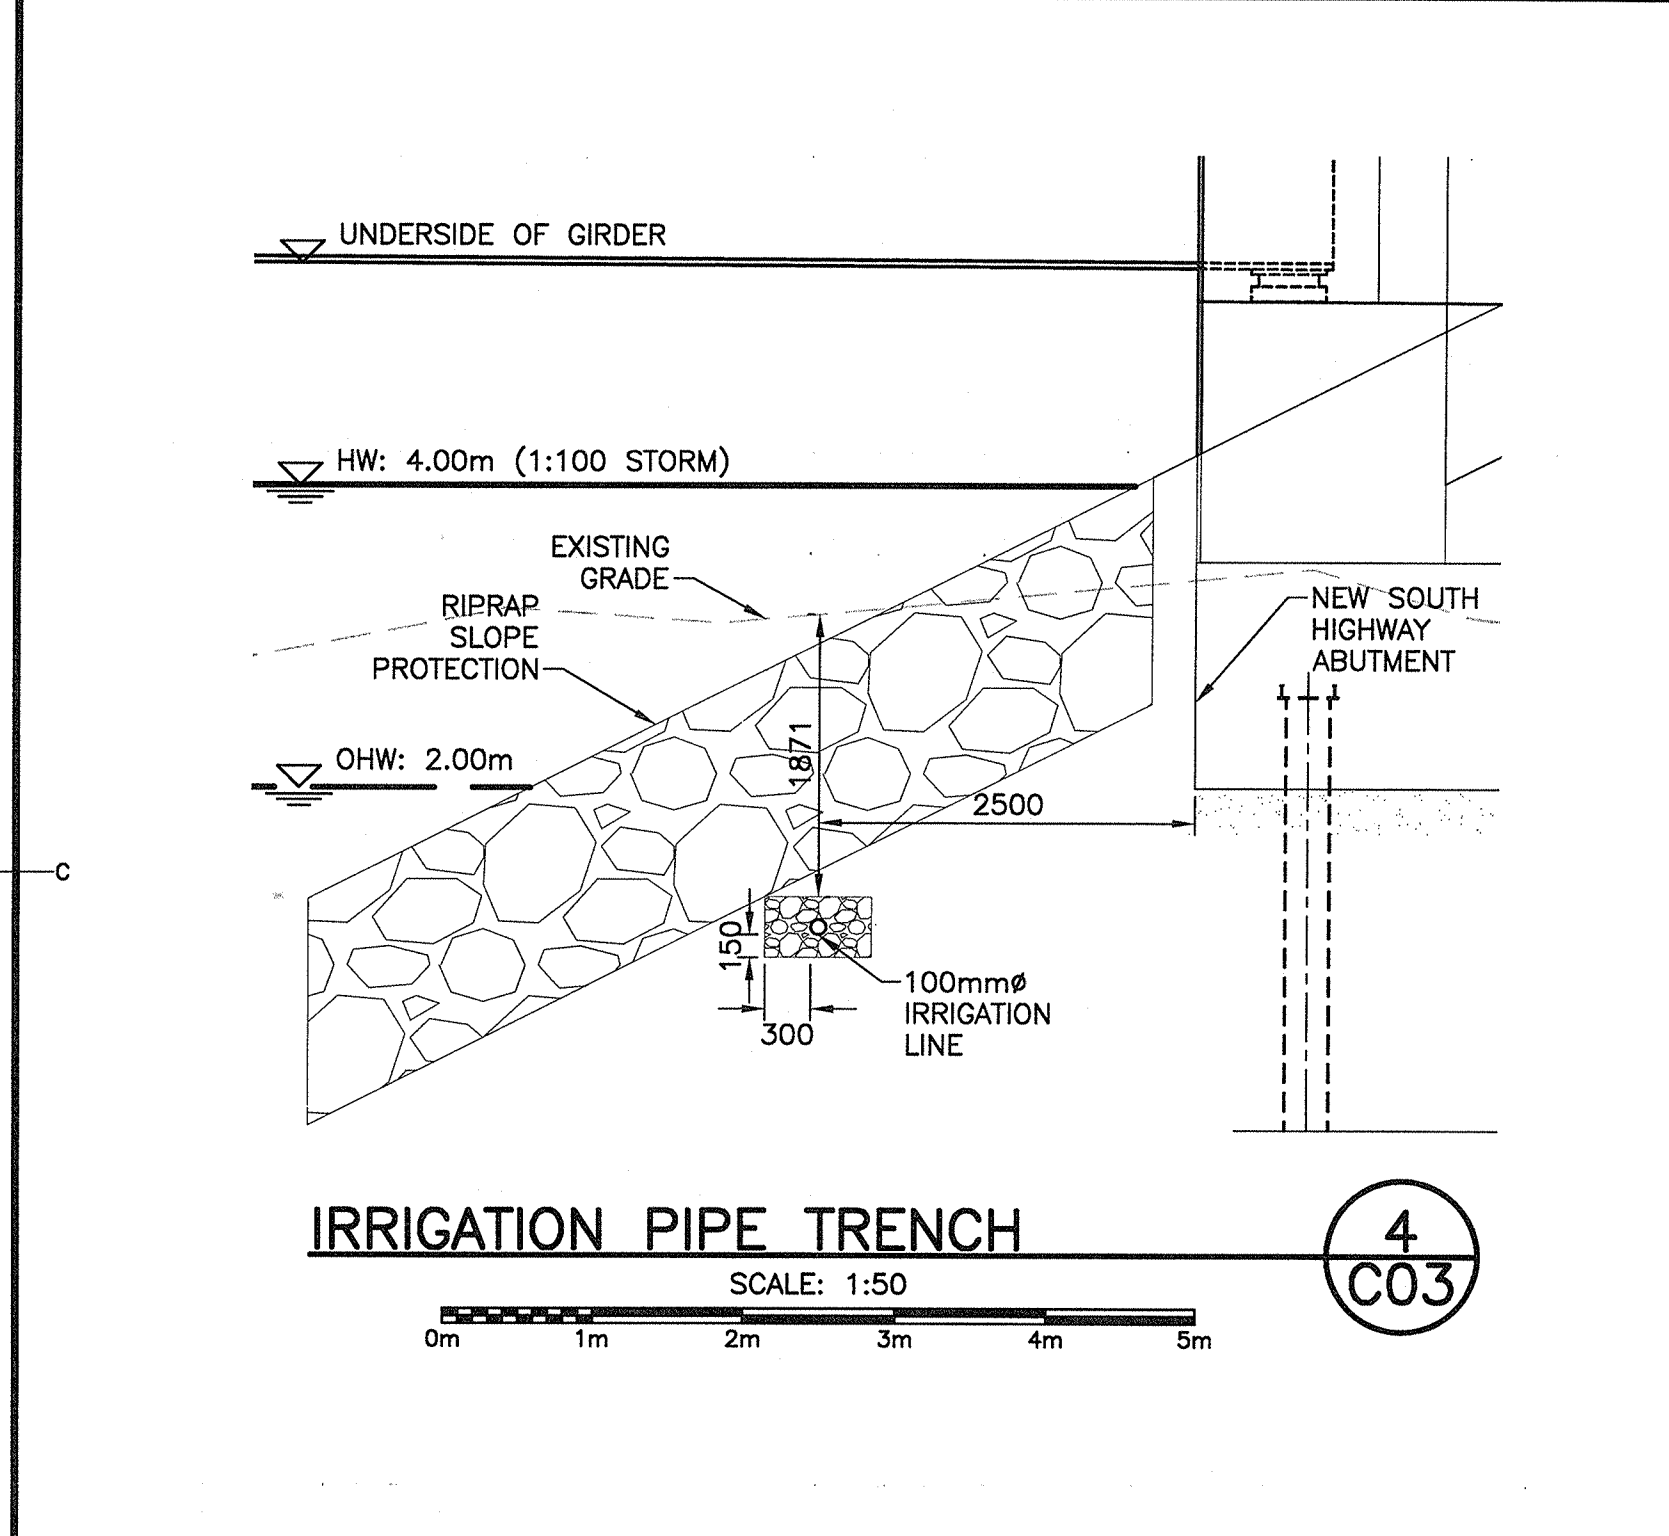 UNDERSIDE OF GIRDER
HW: 4.00m (1:100 STORM)
EXISTING
GRADE
RIPRAP
SLOPE
PROTECTION
NEW SOUTH
HIGHWAY
ABUTMENT
OHW: 2.00m
1871
2500
C
150
300
100mmø
IRRIGATION
LINE
IRRIGATION PIPE TRENCH
4
C03
SCALE: 1:50
0m 1m 2m 3m 4m 5m